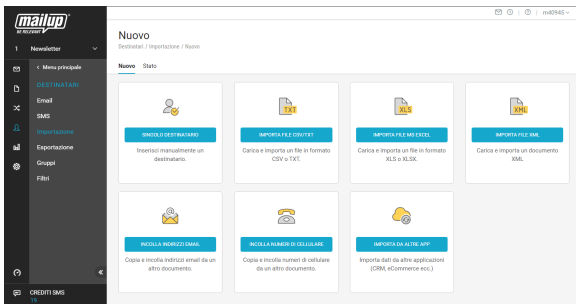 mailup
BE RELEVANT
m40945
1 Newsletter
Nuovo
Destinatari / Importazione / Nuovo
Nuovo Stato
< Menu principale
DESTINATARI
Email
SMS
Importazione
Esportazione
Gruppi
Filtri
CREDITI SMS
19
SINGOLO DESTINATARIO
Inserisci manualmente un
destinatario.
TXT
IMPORTA FILE CSV/TXT
Carica e importa un file in formato
CSV o TXT.
XLS
IMPORTA FILE MS EXCEL
Carica e importa un file in formato
XLS o XLSX.
XML
IMPORTA FILE XML
Carica e importa un documento
XML
INCOLLA INDIRIZZI EMAIL
Copia e incolla indirizzi email da un
altro documento.
INCOLLA NUMERI DI CELLULARE
Copia e incolla numeri di cellulare
da un altro documento.
IMPORTA DA ALTRE APP
Importa dati da altre applicazioni
(CRM, eCommerce ecc.)